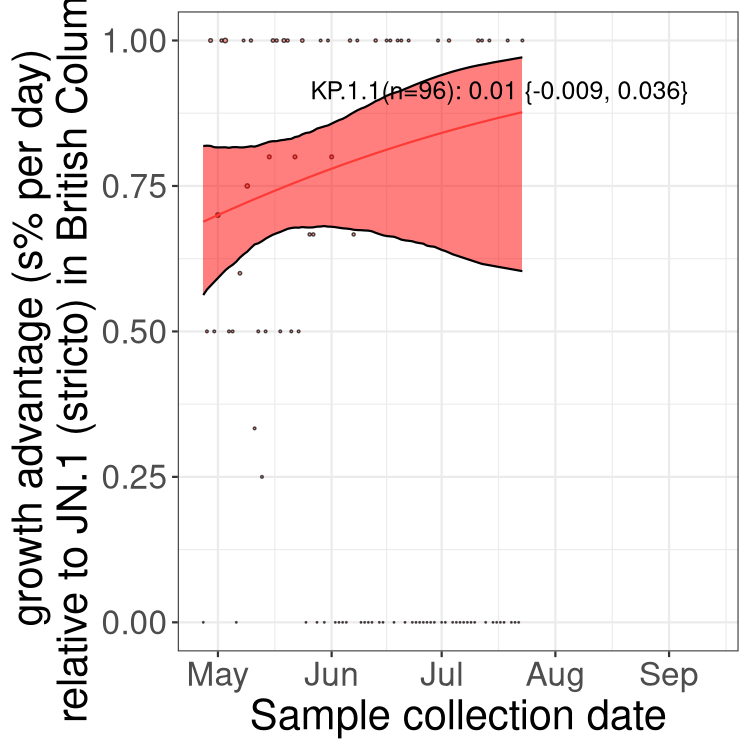 growth advantage (s% per day)
relative to JN.1 (stricto) in British Colum
1.00
0.75
0.50
0.25
0.00
KP.1.1(n=96): 0.01 {-0.009, 0.036}
May Jun Jul Aug Sep
Sample collection date